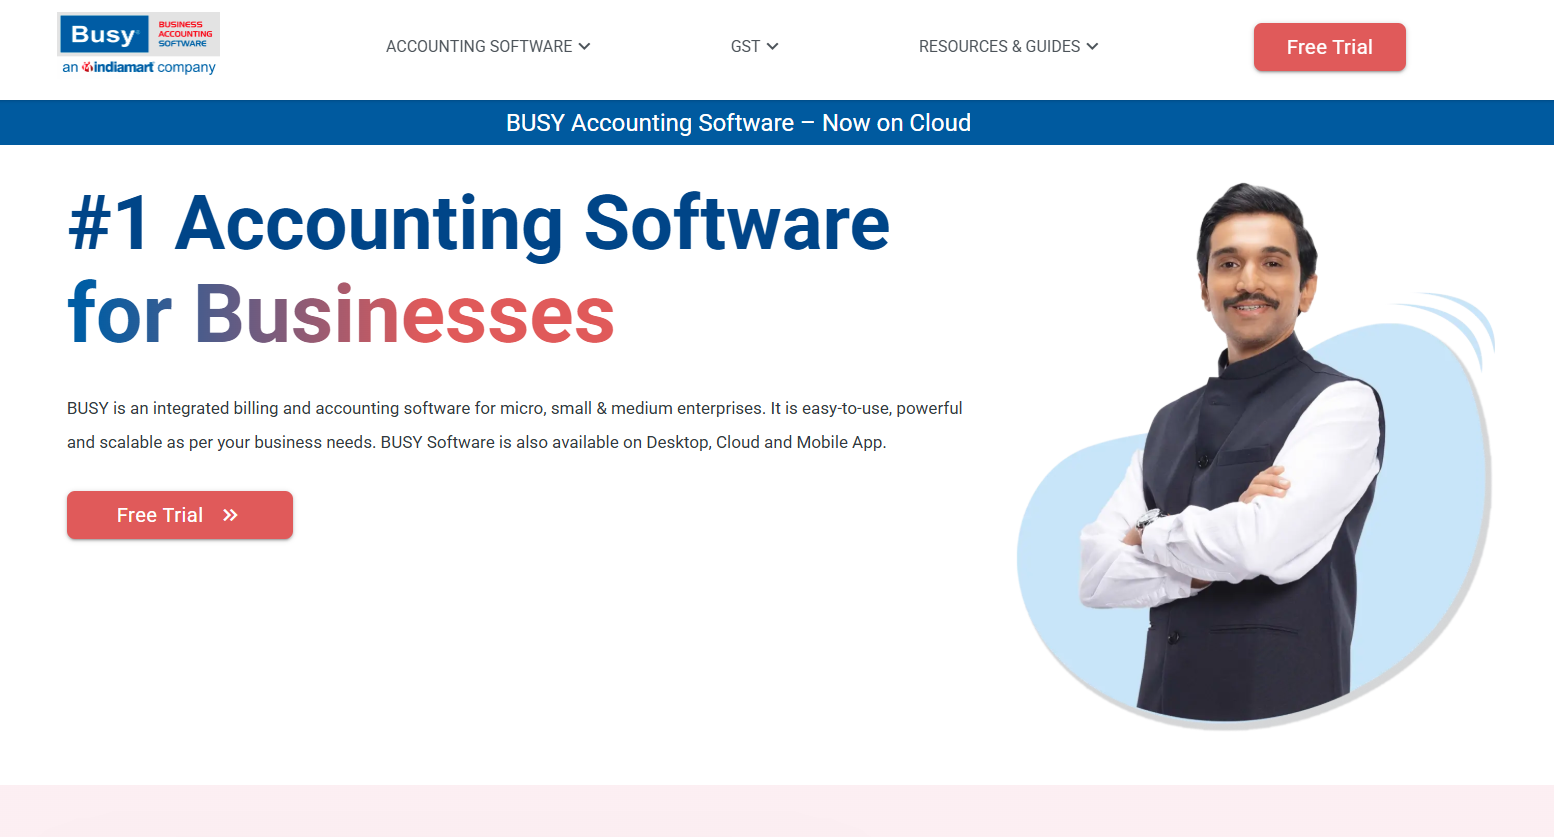 Busy
BUSINESS
ACCOUNTING
SOFTWARE
an indiamart company
ACCOUNTING SOFTWARE
GST
RESOURCES & GUIDES
Free Trial
BUSY Accounting Software – Now on Cloud
#1 Accounting Software
for Businesses
BUSY is an integrated billing and accounting software for micro, small & medium enterprises. It is easy-to-use, powerful
and scalable as per your business needs. BUSY Software is also available on Desktop, Cloud and Mobile App.
Free Trial